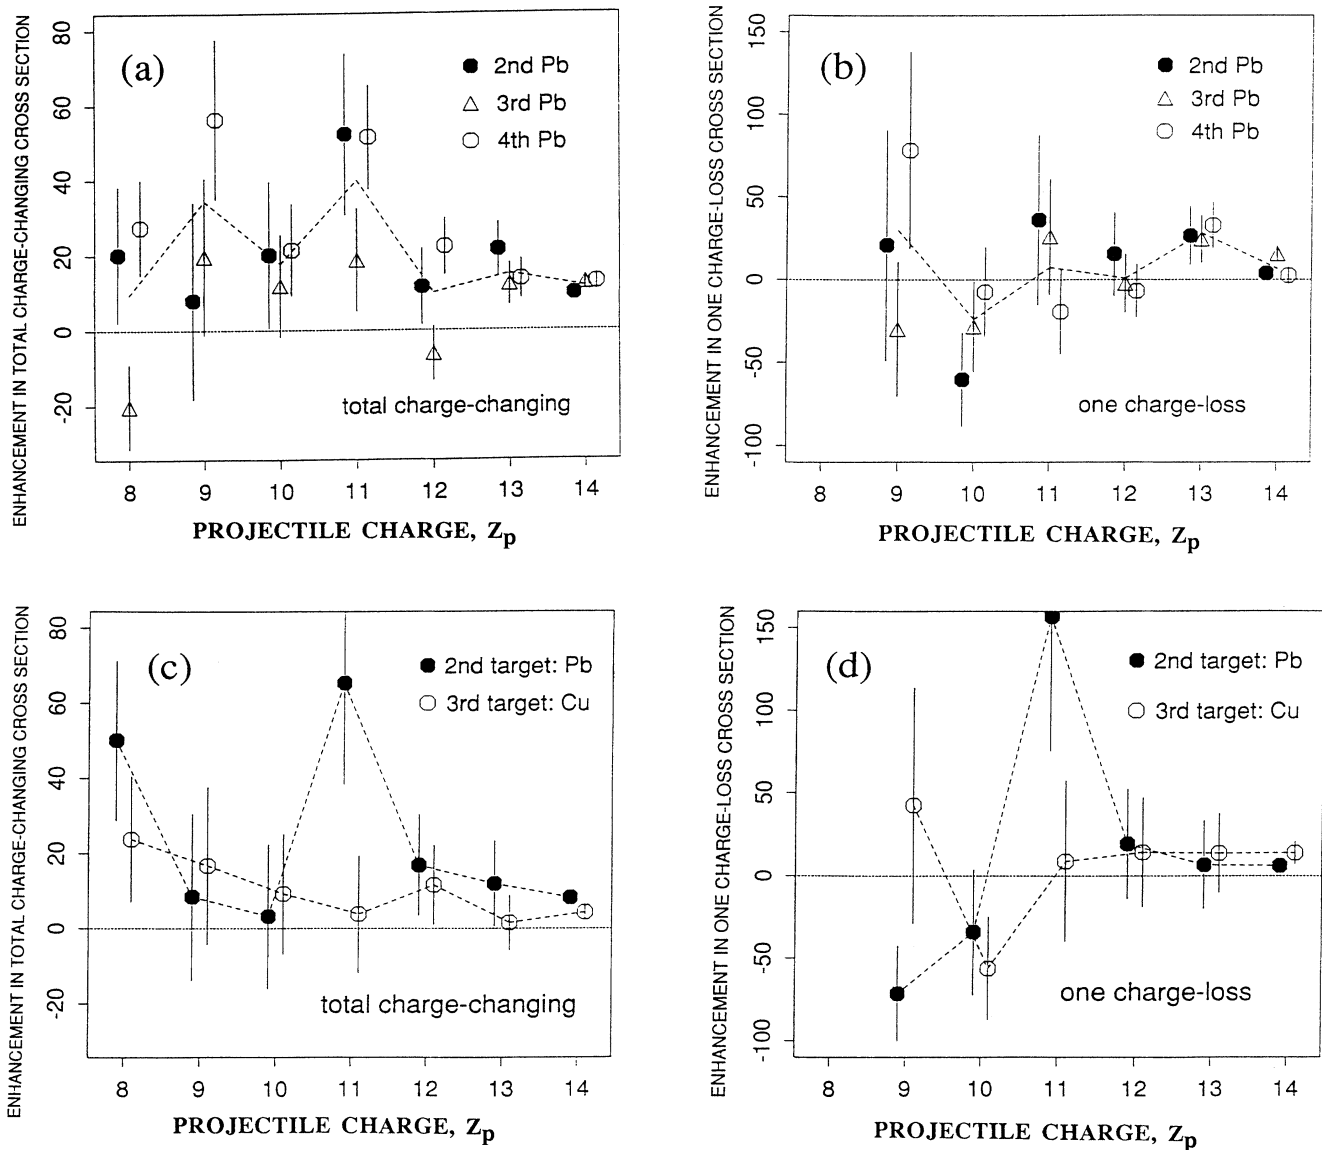 ENHANCEMENT IN TOTAL CHARGE-CHANGING CROSS SECTION
80
60
40
20
0
-20
(a)
2nd Pb
3rd Pb
4th Pb
total charge-changing
8 9 10 11 12 13 14
PROJECTILE CHARGE, Zp
ENHANCEMENT IN ONE CHARGE-LOSS CROSS SECTION
150
100
50
0
-50
-100
(b)
2nd Pb
3rd Pb
4th Pb
one charge-loss
8 9 10 11 12 13 14
PROJECTILE CHARGE, Zp
ENHANCEMENT IN TOTAL CHARGE-CHANGING CROSS SECTION
80
60
40
20
0
-20
(c)
2nd target: Pb
3rd target: Cu
total charge-changing
8 9 10 11 12 13 14
PROJECTILE CHARGE, Zp
ENHANCEMENT IN ONE CHARGE-LOSS CROSS SECTION
150
100
50
0
-50
-100
(d)
2nd target: Pb
3rd target: Cu
one charge-loss
8 9 10 11 12 13 14
PROJECTILE CHARGE, Zp